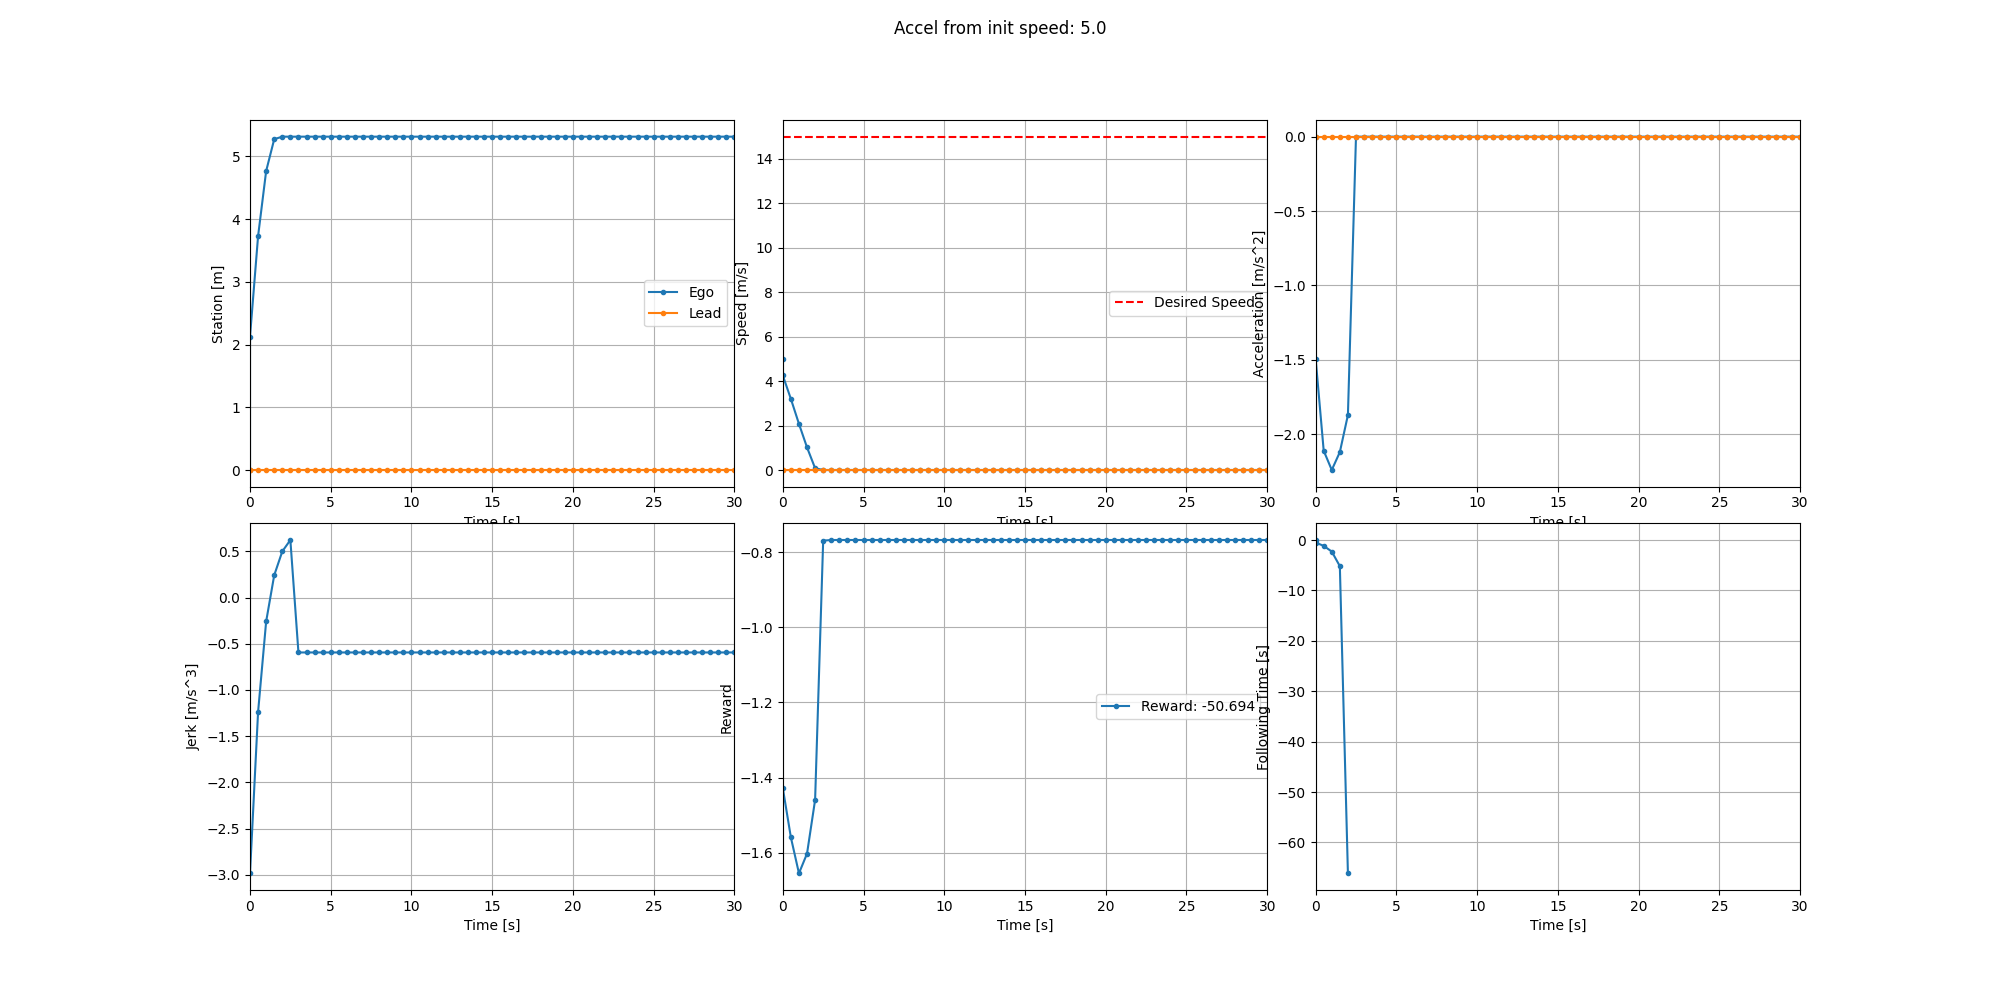 Accel from init speed: 5.0
Station [m]
5
4
3
2
1
0
Ego
Lead
0 5 10 15 20 25 30
Time [s]
Speed [m/s]
14
12
10
8
6
4
2
0
Desired Speed
0 5 10 15 20 25 30
Time [s]
Acceleration [m/s^2]
0.0
−0.5
−1.0
−1.5
−2.0
0 5 10 15 20 25 30
Time [s]
Jerk [m/s^3]
0.5
0.0
−0.5
−1.0
−1.5
−2.0
−2.5
−3.0
0 5 10 15 20 25 30
Time [s]
Reward
−0.8
−1.0
−1.2
−1.4
−1.6
Reward: -50.694
0 5 10 15 20 25 30
Time [s]
Following Time [s]
0
−10
−20
−30
−40
−50
−60
0 5 10 15 20 25 30
Time [s]